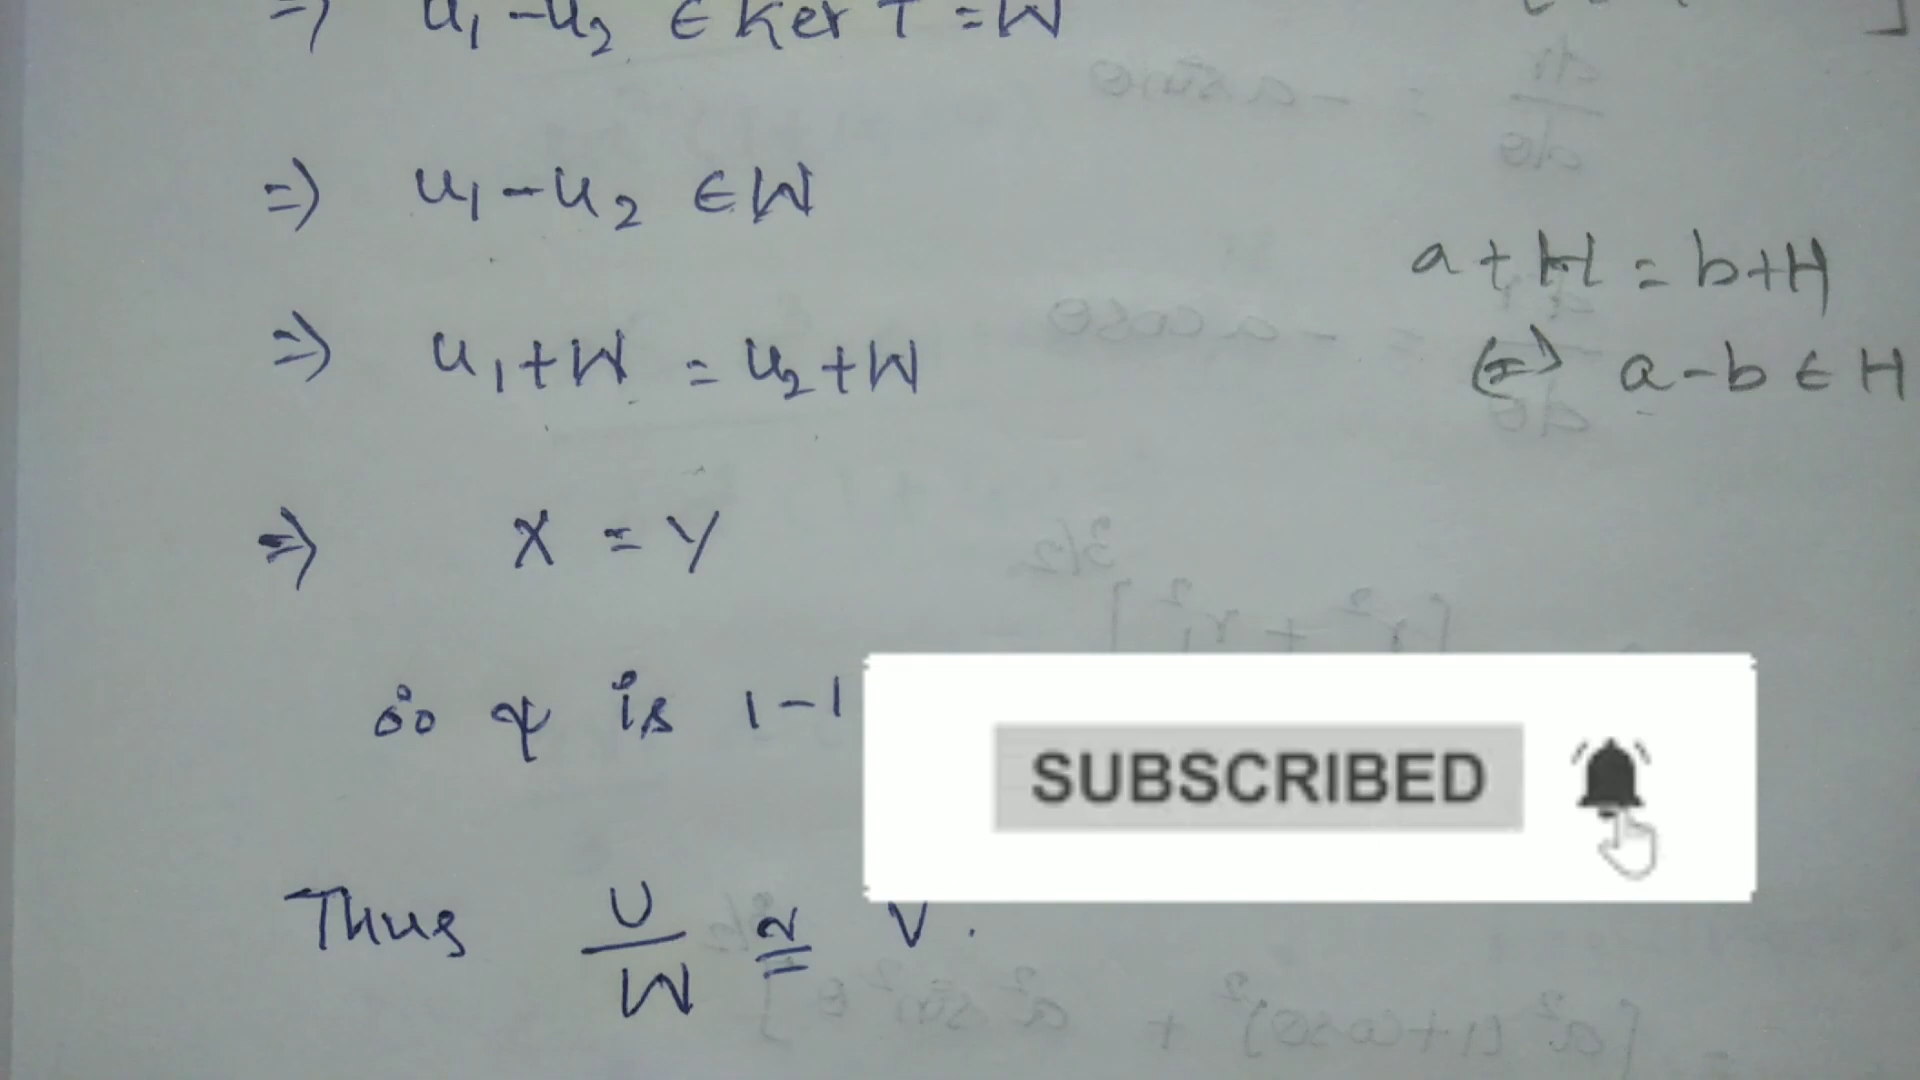 => u₁ - u₂ ∈ Ker T = W
=> u₁ - u₂ ∈ W
a + H = b + H
<=> a - b ∈ H
=> u₁ + W = u₂ + W
=> X = Y
So ψ is 1-1
SUBSCRIBED
Thus U/W ≅ V.